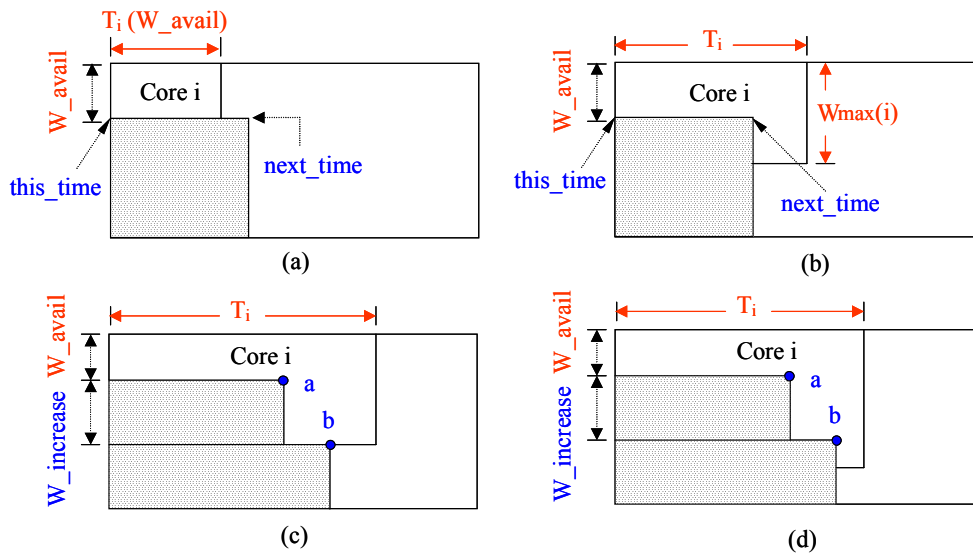 Ti (W_avail)
W_avail
Core i
this_time
next_time
(a)
Ti
W_avail
Core i
Wmax(i)
this_time
next_time
(b)
Ti
W_avail
Core i
a
b
W_increase
(c)
Ti
W_avail
Core i
a
b
W_increase
(d)